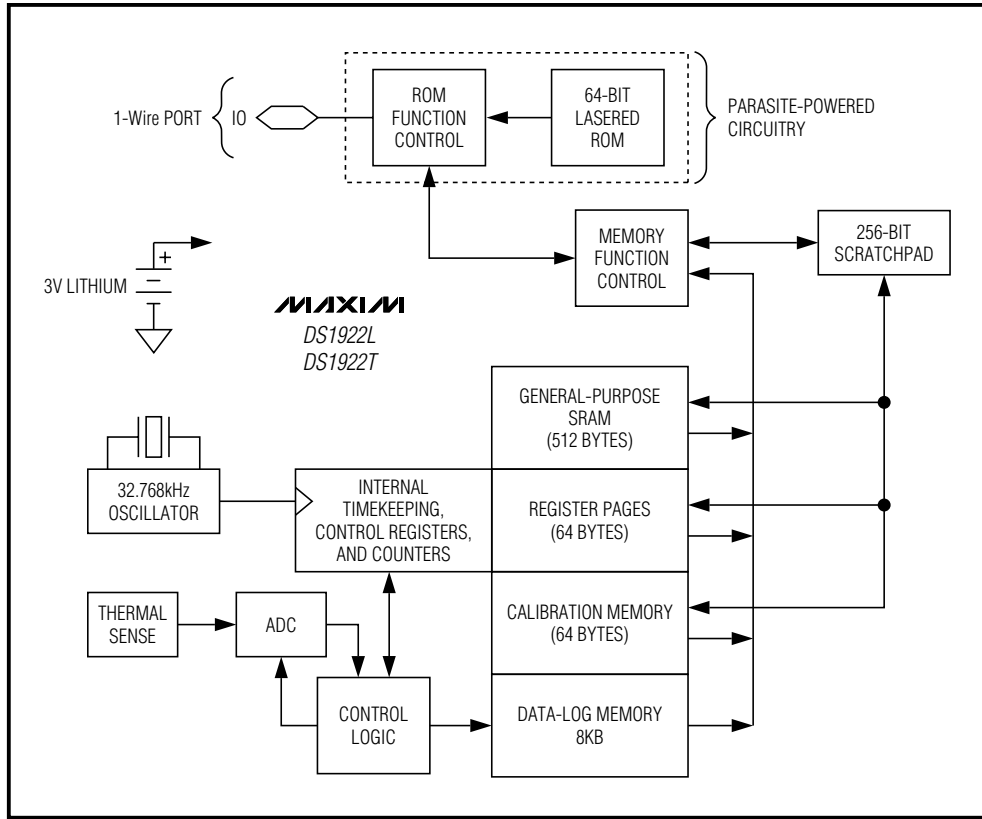 1-Wire PORT
IO
ROM
FUNCTION
CONTROL
64-BIT
LASERED
ROM
PARASITE-POWERED
CIRCUITRY
MEMORY
FUNCTION
CONTROL
256-BIT
SCRATCHPAD
3V LITHIUM
+
MAXIM
DS1922L
DS1922T
GENERAL-PURPOSE
SRAM
(512 BYTES)
32.768kHz
OSCILLATOR
INTERNAL
TIMEKEEPING,
CONTROL REGISTERS,
AND COUNTERS
REGISTER PAGES
(64 BYTES)
THERMAL
SENSE
ADC
CALIBRATION MEMORY
(64 BYTES)
CONTROL
LOGIC
DATA-LOG MEMORY
8KB